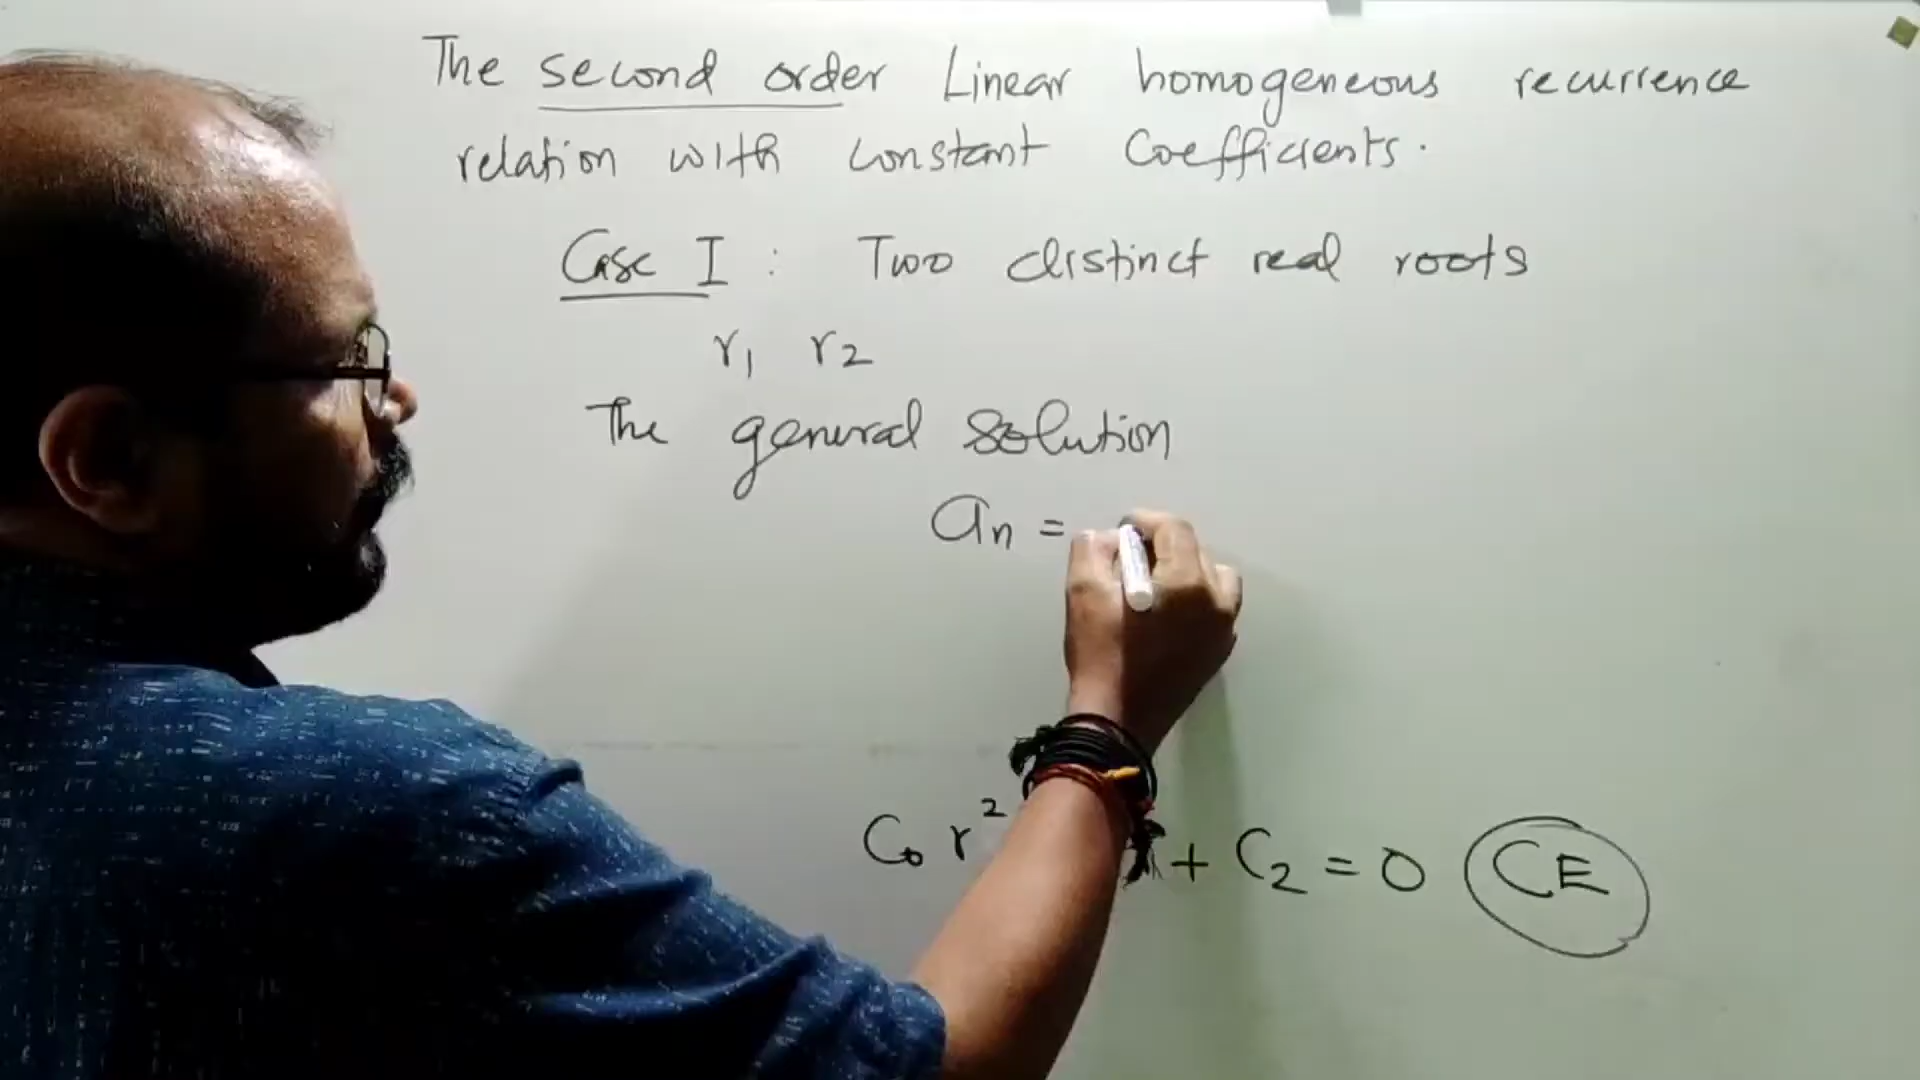 The second order Linear homogeneous recurrence
relation with constant Coefficients.
Case I : Two distinct real roots
r₁ r₂
The general solution
aₙ =
C₀ r² + C₂ = 0 CE